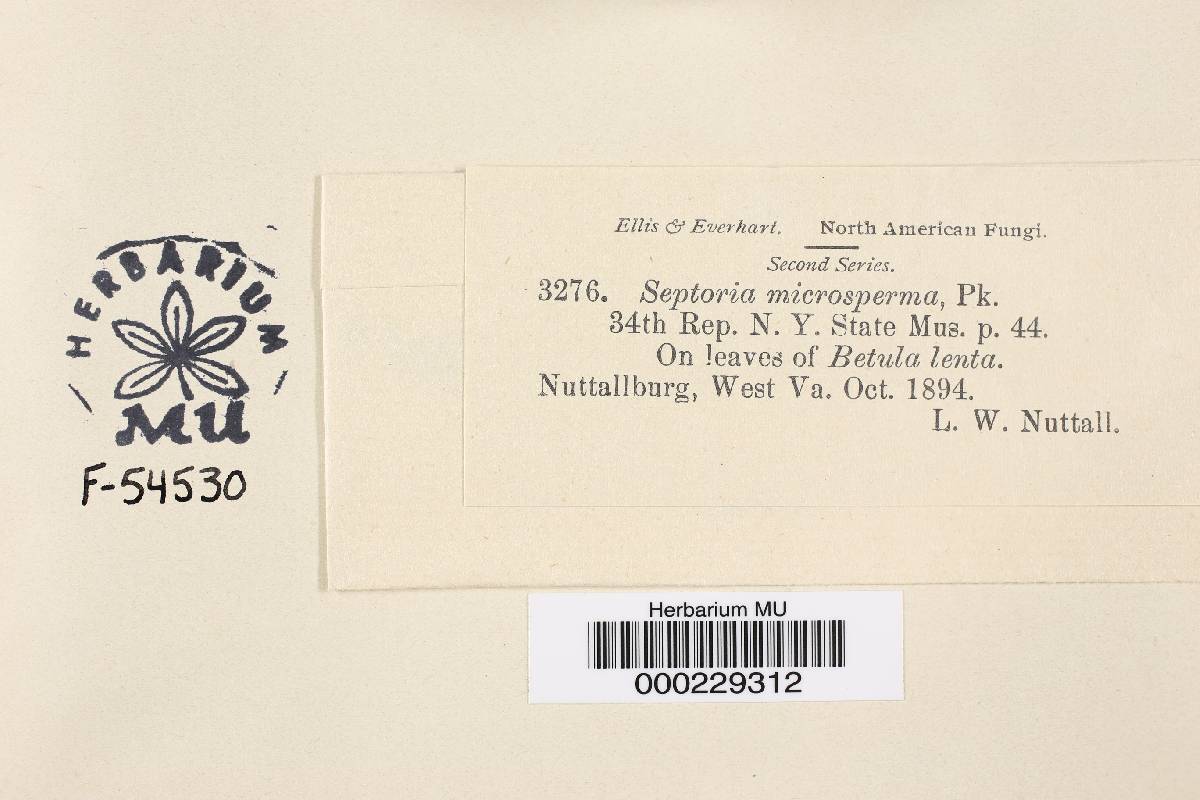 HERBARIUM
MU
F-54530
Ellis & Everhart. North American Fungi.
Second Series.
3276. Septoria microsperma, Pk.
34th Rep. N. Y. State Mus. p. 44.
On leaves of Betula lenta.
Nuttallburg, West Va. Oct. 1894.
L. W. Nuttall.
Herbarium MU
000229312